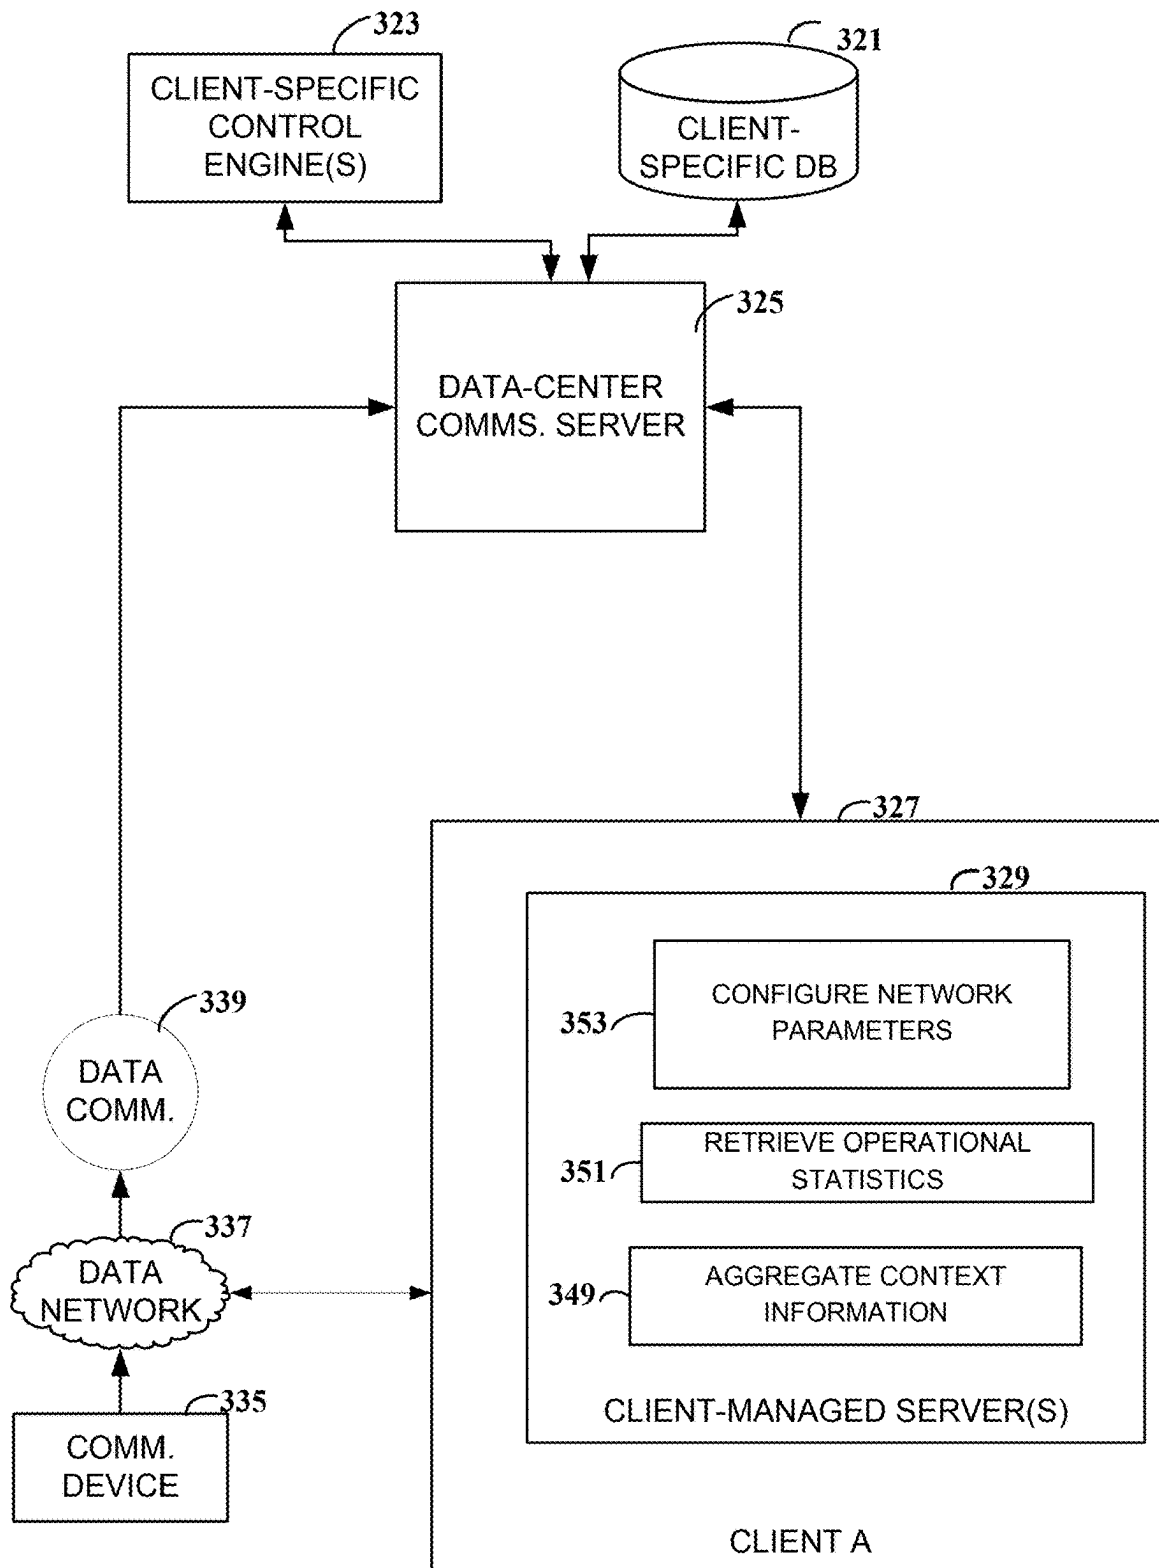 323
CLIENT-SPECIFIC
CONTROL
ENGINE(S)
321
CLIENT-
SPECIFIC DB
325
DATA-CENTER
COMMS. SERVER
327
329
353
CONFIGURE NETWORK
PARAMETERS
339
DATA
COMM.
351
RETRIEVE OPERATIONAL
STATISTICS
337
DATA
NETWORK
349
AGGREGATE CONTEXT
INFORMATION
335
COMM.
DEVICE
CLIENT-MANAGED SERVER(S)
CLIENT A